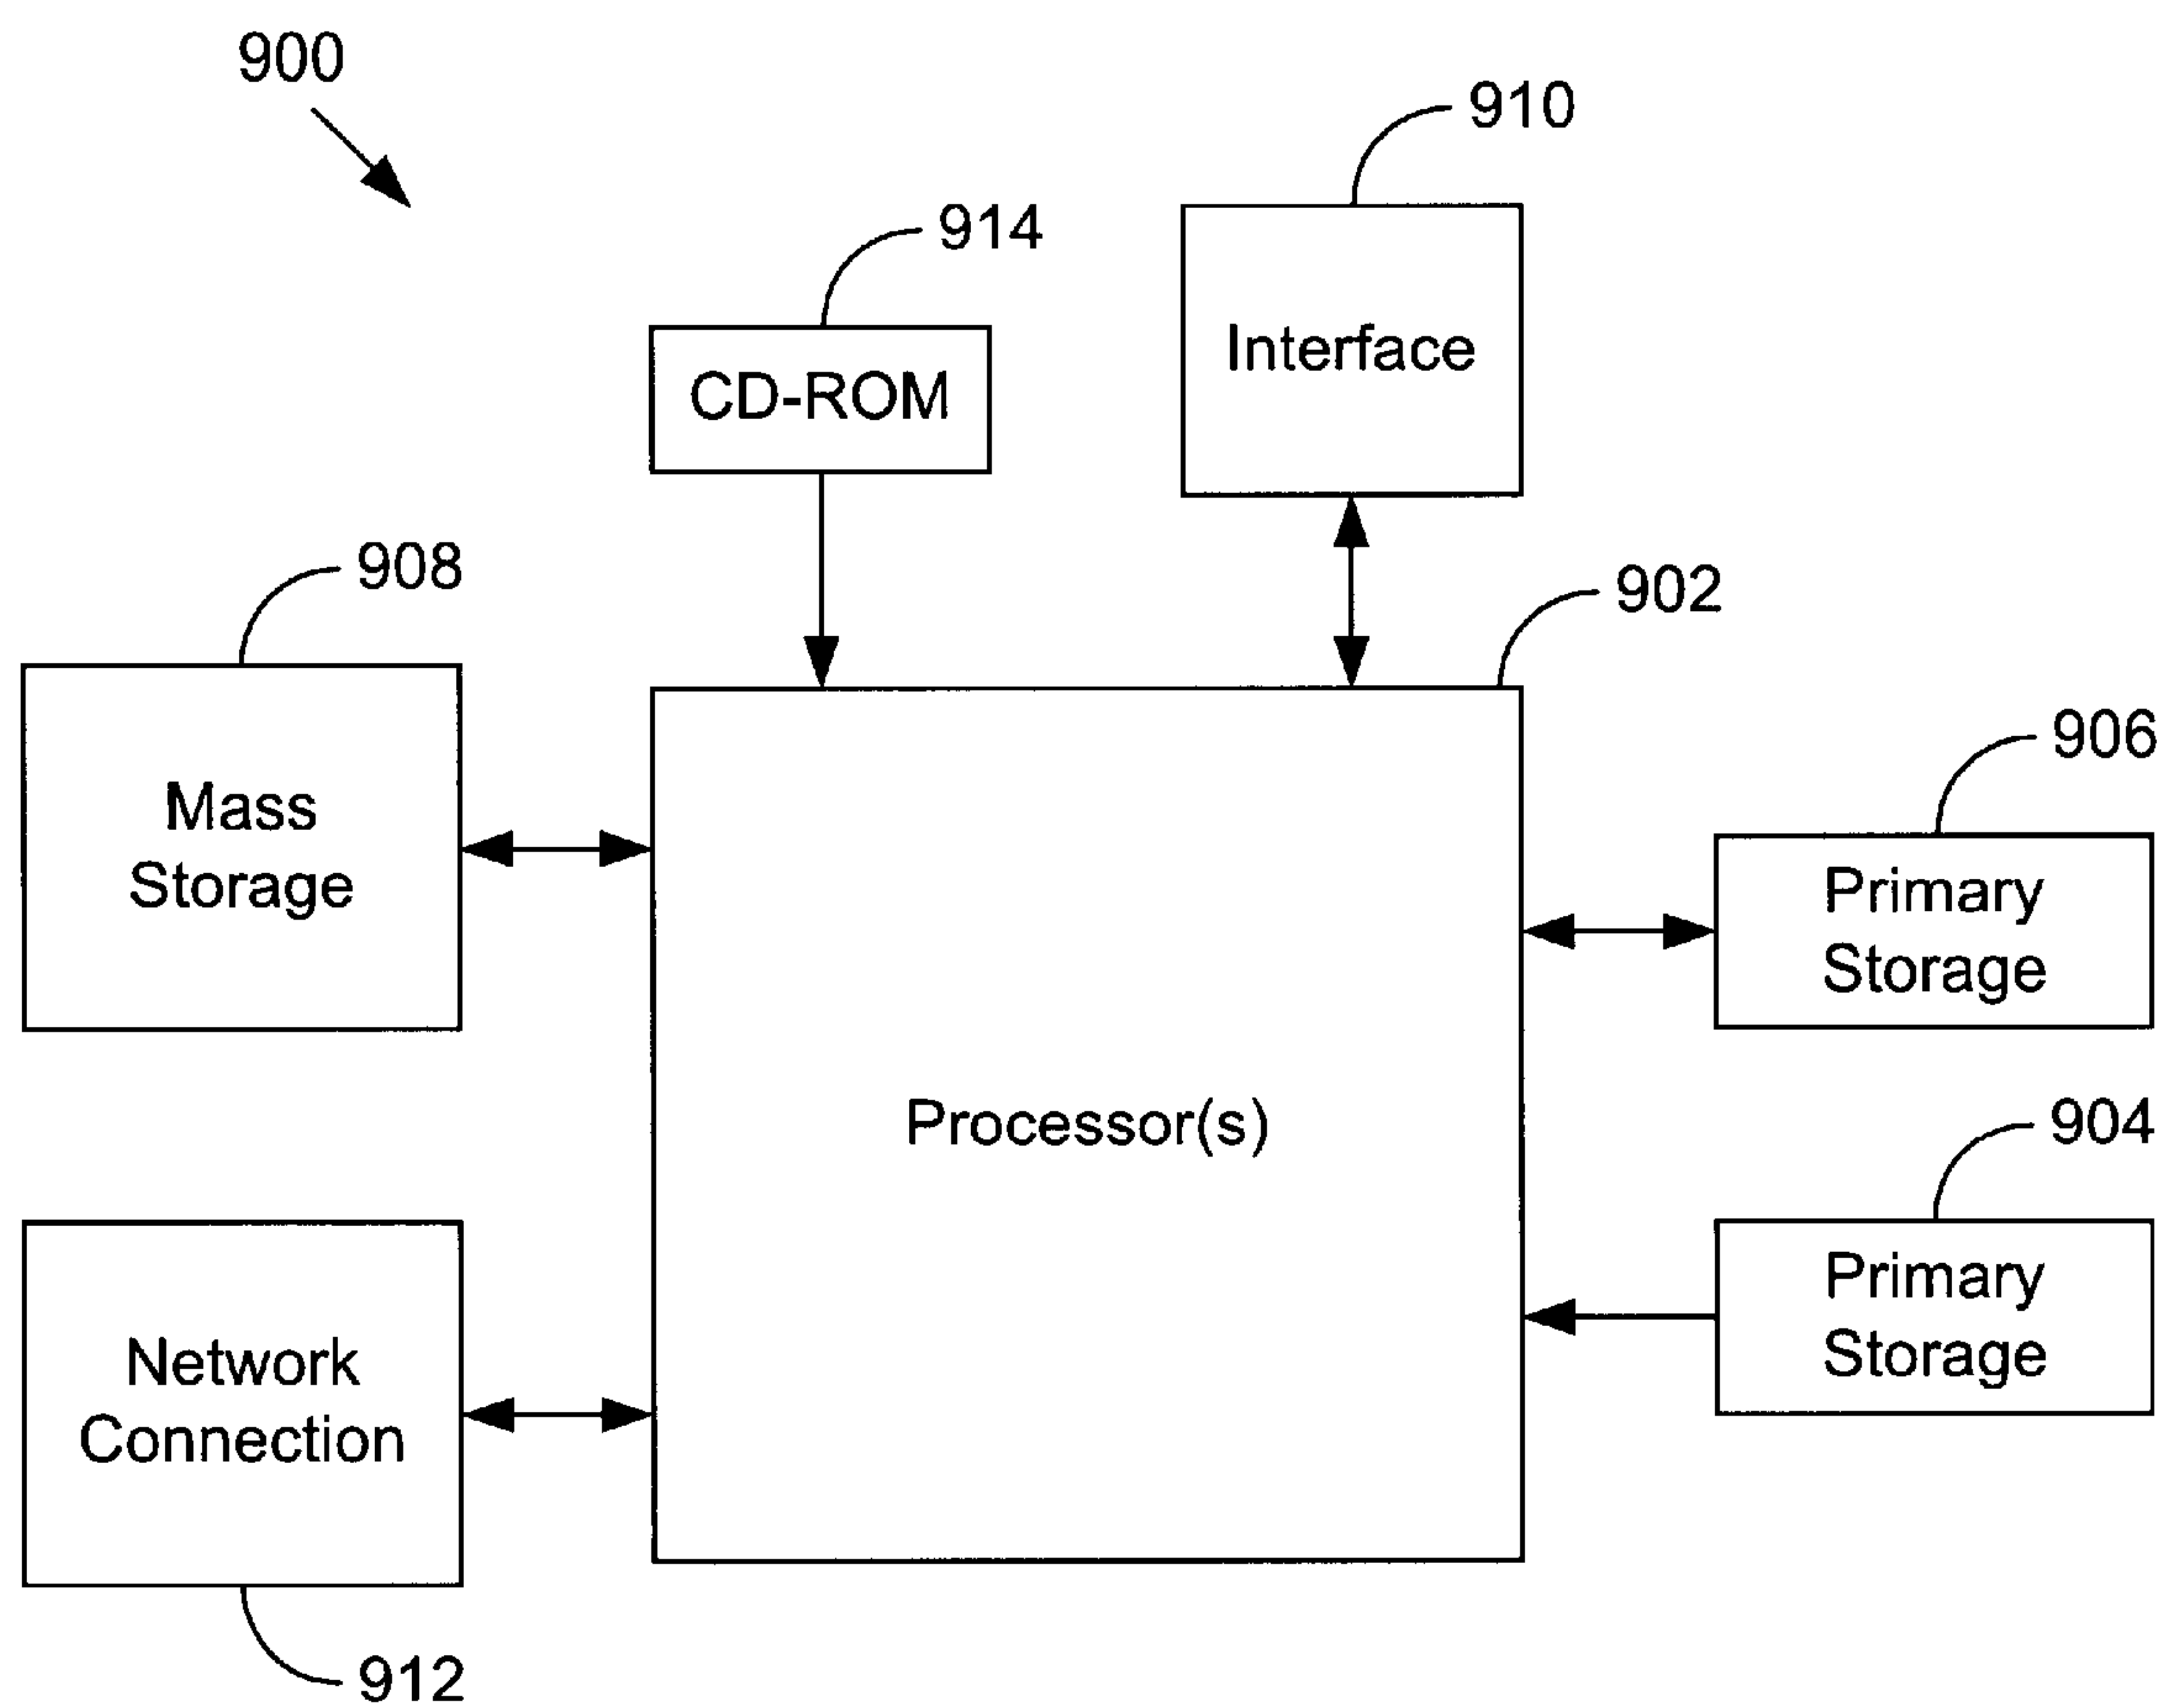 900
910
914
Interface
CD-ROM
908
902
906
Mass
Storage
Primary
Storage
Processor(s)
904
Primary
Storage
Network
Connection
912